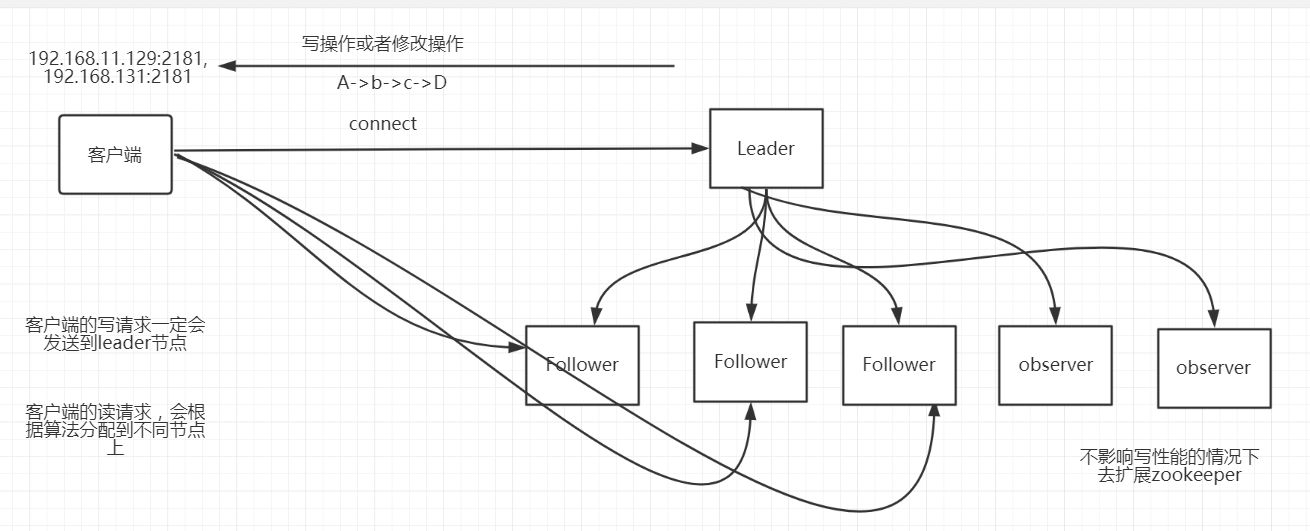 192.168.11.129:2181,
192.168.131:2181
写操作或者修改操作
A->b->c->D
connect
客户端
Leader
客户端的写请求一定会
发送到leader节点
Follower
Follower
Follower
observer
observer
客户端的读请求，会根
据算法分配到不同节点
上
不影响写性能的情况下
去扩展zookeeper